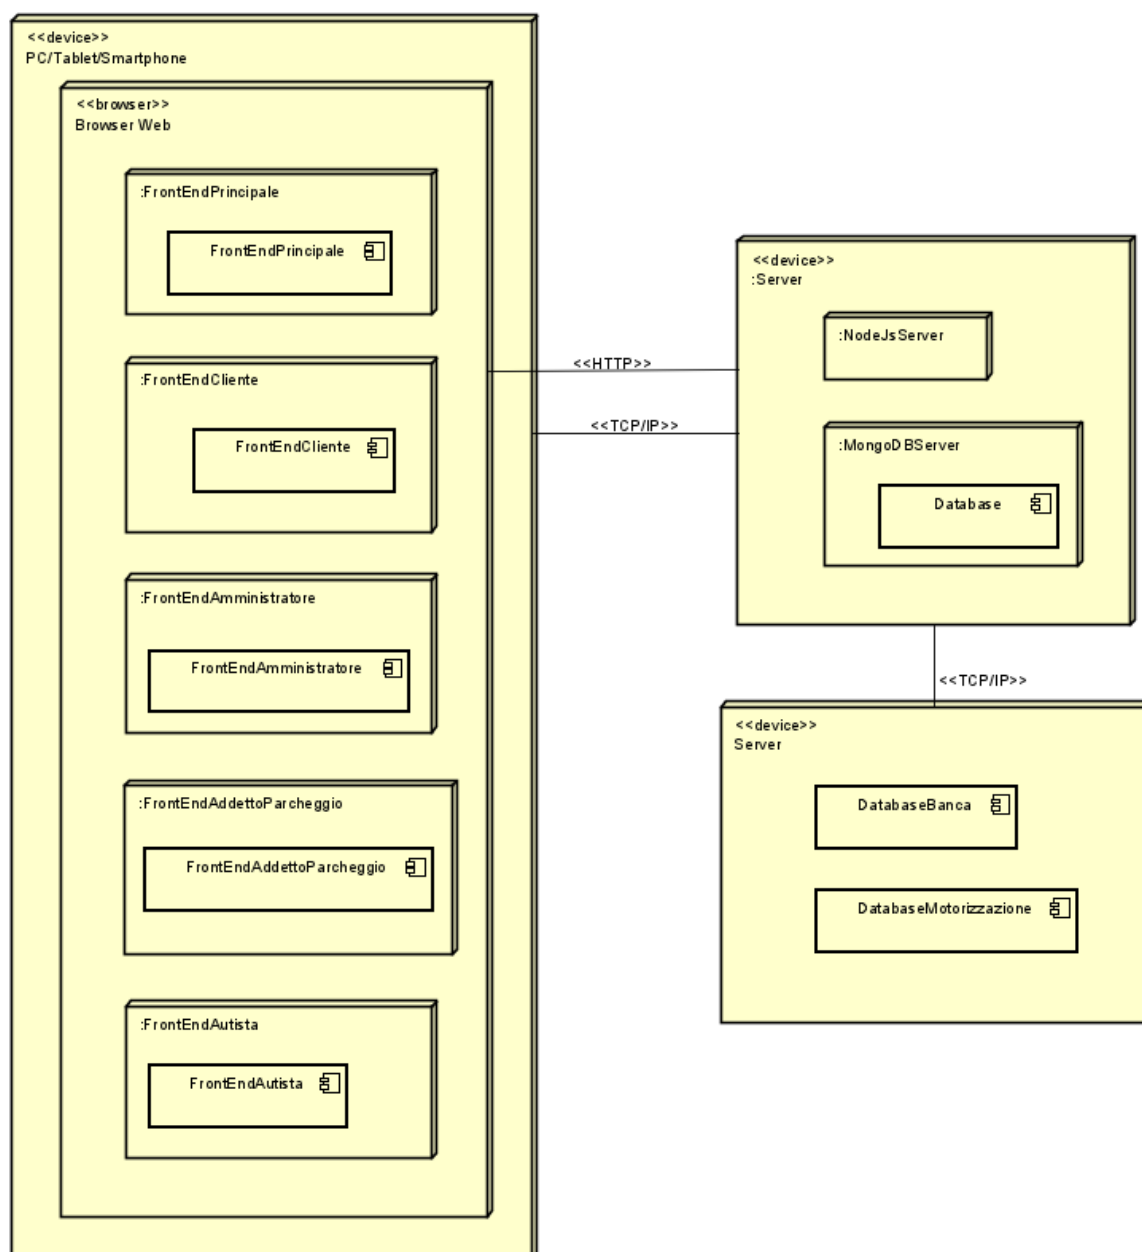 <<device>>
PC/Tablet/Smartphone
<<browser>>
Browser Web
:FrontEndPrincipale
FrontEndPrincipale
:FrontEndCliente
FrontEndCliente
:FrontEndAmministratore
FrontEndAmministratore
:FrontEndAddettoParcheggio
FrontEndAddettoParcheggio
:FrontEndAutista
FrontEndAutista
<<HTTP>>
<<TCP/IP>>
<<device>>
:Server
:NodeJsServer
:MongoDBServer
Database
<<TCP/IP>>
<<device>>
Server
DatabaseBanca
DatabaseMotorizzazione